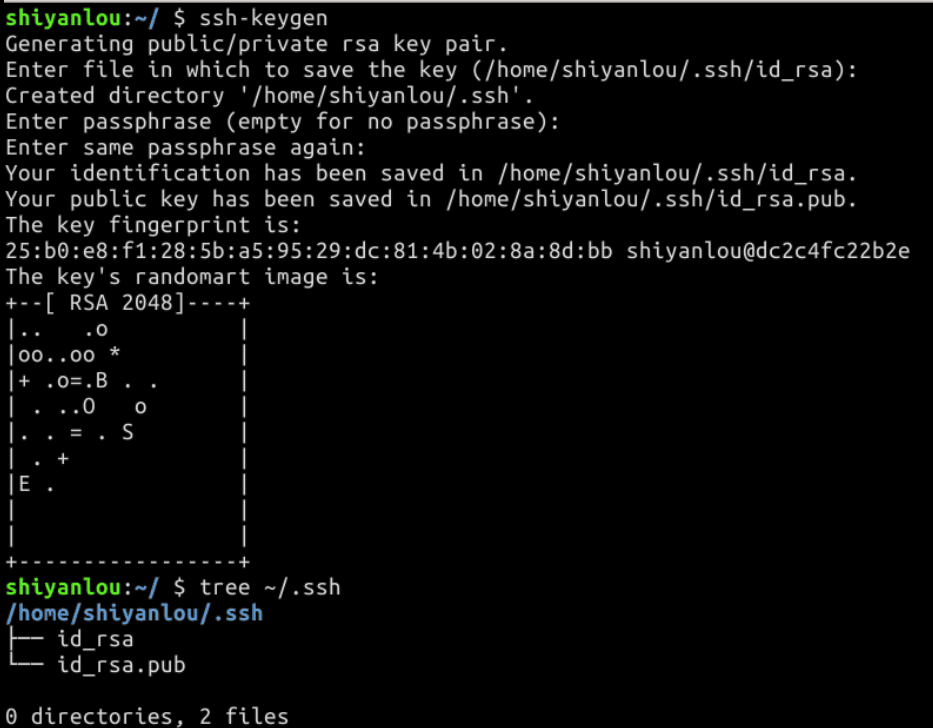 shiyanlou:~/ $ ssh-keygen
Generating public/private rsa key pair.
Enter file in which to save the key (/home/shiyanlou/.ssh/id_rsa):
Created directory '/home/shiyanlou/.ssh'.
Enter passphrase (empty for no passphrase):
Enter same passphrase again:
Your identification has been saved in /home/shiyanlou/.ssh/id_rsa.
Your public key has been saved in /home/shiyanlou/.ssh/id_rsa.pub.
The key fingerprint is:
25:b0:e8:f1:28:5b:a5:95:29:dc:81:4b:02:8a:8d:bb shiyanlou@dc2c4fc22b2e
The key's randomart image is:
+--[ RSA 2048]----+
|..   .o          |
|oo..oo *         |
|+ .o=.B . .      |
| . ..O   o       |
|. . = . S        |
| . +             |
|E .              |
|                 |
|                 |
+-----------------+
shiyanlou:~/ $ tree ~/.ssh
/home/shiyanlou/.ssh
├── id_rsa
└── id_rsa.pub

0 directories, 2 files